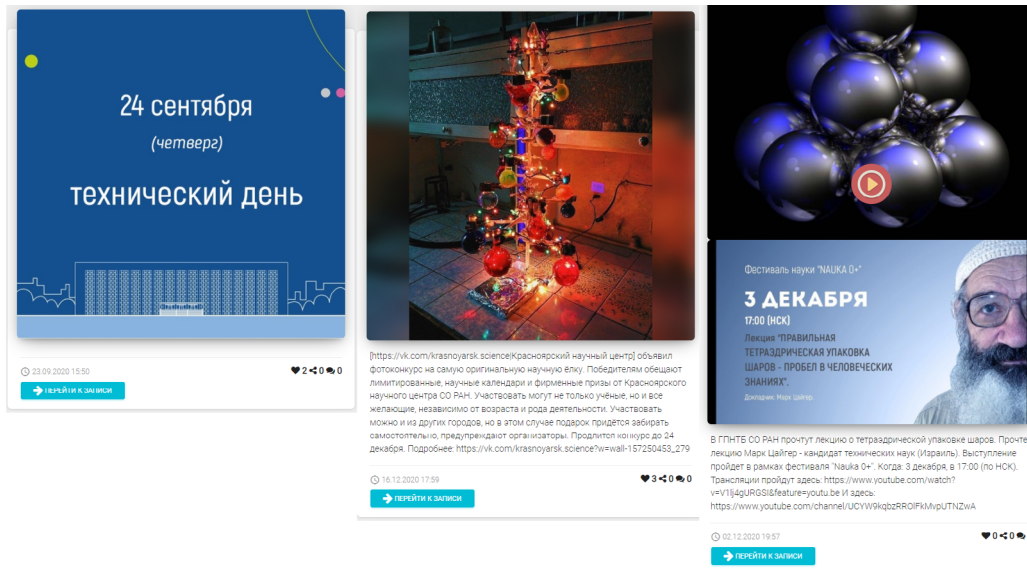 24 сентября
(четверг)
технический день
23.09.2020 15:50
2 0 0
ПЕРЕЙТИ К ЗАПИСИ
[https://vk.com/krasnoyarsk.science|Красноярский научный центр] объявил
фотоконкурс на самую оригинальную научную ёлку. Победителям обещают
лимитированные, научные календари и фирменные призы от Красноярского
научного центра СО РАН. Участвовать могут не только учёные, но и все
желающие, независимо от возраста и рода деятельности. Участвовать
можно и из других городов, но в этом случае подарок придётся забирать
самостоятельно, предупреждают организаторы. Продлится конкурс до 24
декабря. Подробнее: https://vk.com/krasnoyarsk.science?w=wall-157250453_279
16.12.2020 17:59
3 0 0
ПЕРЕЙТИ К ЗАПИСИ
Фестиваль науки "NAUKA 0+"
3 ДЕКАБРЯ
17:00 (НСК)
Лекция "ПРАВИЛЬНАЯ
ТЕТРАЭДРИЧЕСКАЯ УПАКОВКА
ШАРОВ - ПРОБЕЛ В ЧЕЛОВЕЧЕСКИХ
ЗНАНИЯХ".
Докладчик: Марк Цайгер
В ГПНТБ СО РАН прочтут лекцию о тетраэдрической упаковке шаров. Прочте
лекцию Марк Цайгер - кандидат технических наук (Израиль). Выступление
пройдет в рамках фестиваля "Nauka 0+". Когда: 3 декабря, в 17:00 (по НСК).
Трансляции пройдут здесь: https://www.youtube.com/watch?
v=V1lj4gURGSI&feature=youtu.be И здесь:
https://www.youtube.com/channel/UCYW9kqbzRROlFkMvpUTNZwA
02.12.2020 19:57
0 0
ПЕРЕЙТИ К ЗАПИСИ